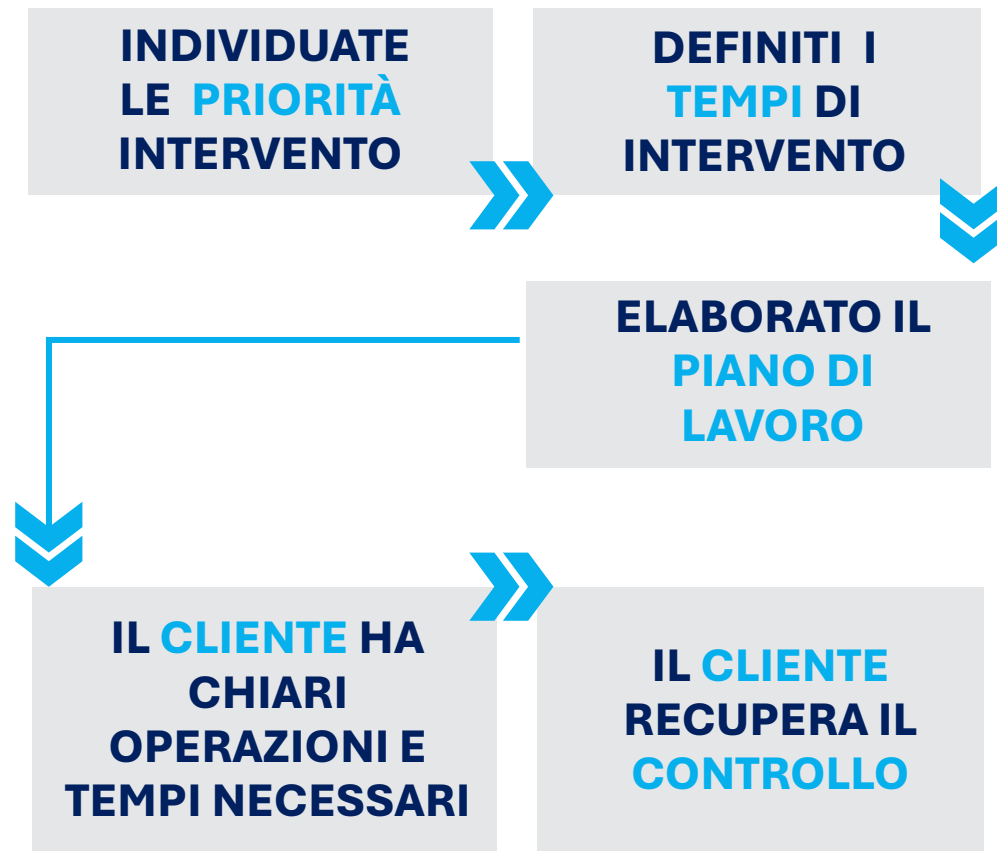 INDIVIDUATE
LE PRIORITÀ
INTERVENTO
DEFINITI I
TEMPI DI
INTERVENTO
ELABORATO IL
PIANO DI
LAVORO
IL CLIENTE HA
CHIARI
OPERAZIONI E
TEMPI NECESSARI
IL CLIENTE
RECUPERA IL
CONTROLLO